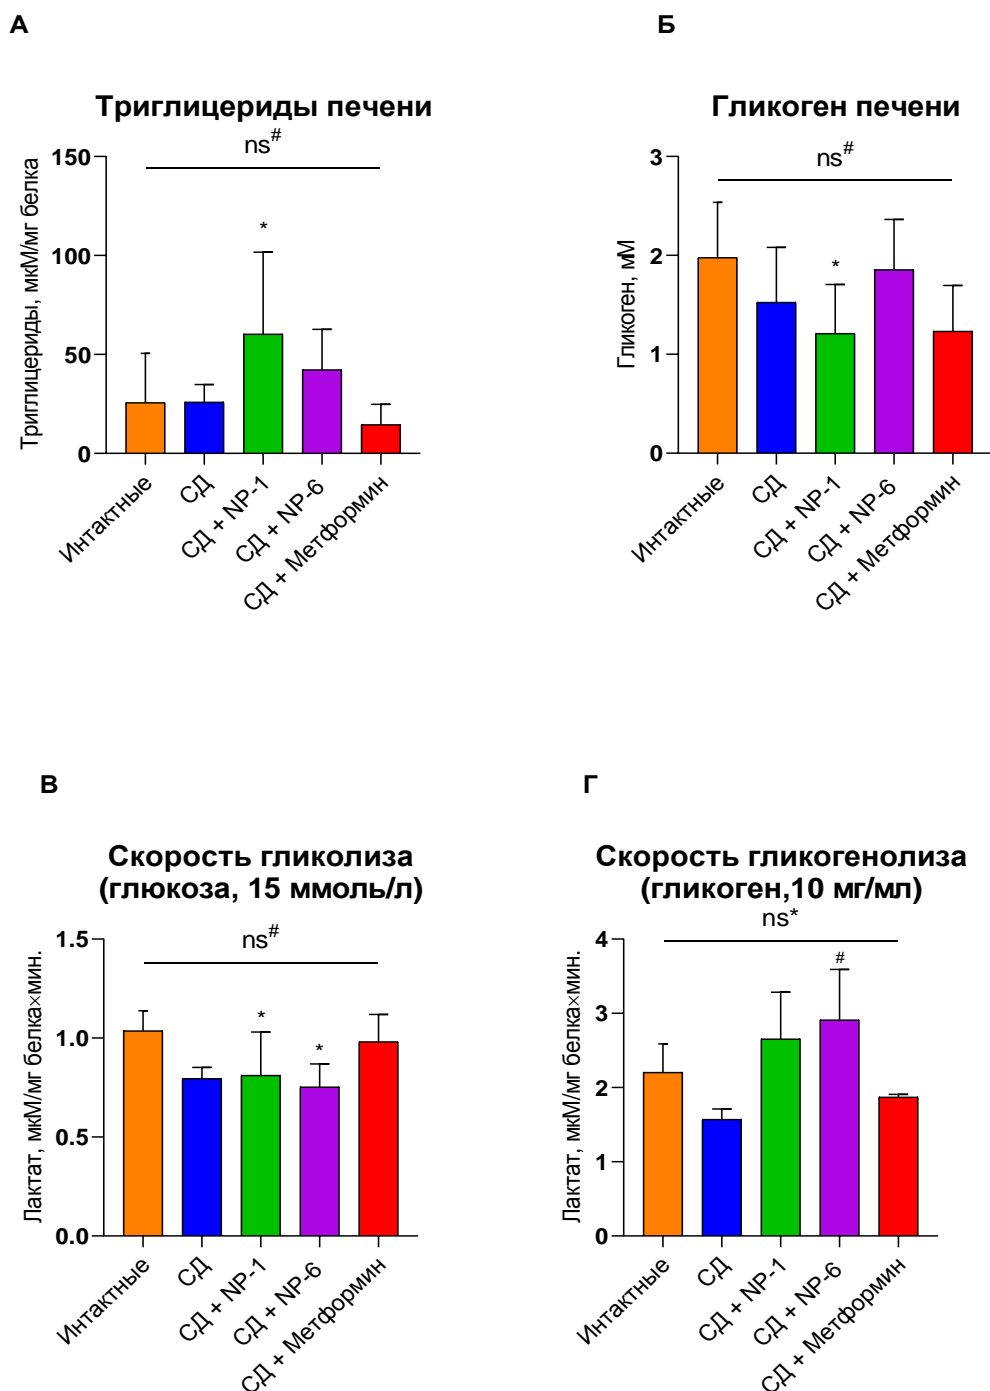 А
Триглицериды печени
ns#
Триглицериды, мкМ/мг белка
150
100
50
0
*
Интактные
СД
СД + NP-1
СД + NP-6
СД + Метформин
Б
Гликоген печени
ns#
Гликоген, мМ
3
2
1
0
*
Интактные
СД
СД + NP-1
СД + NP-6
СД + Метформин
В
Скорость гликолиза
(глюкоза, 15 ммоль/л)
ns#
Лактат, мкМ/мг белка×мин.
1.5
1.0
0.5
0.0
*
*
Интактные
СД
СД + NP-1
СД + NP-6
СД + Метформин
Г
Скорость гликогенолиза
(гликоген,10 мг/мл)
ns*
Лактат, мкМ/мг белка×мин.
4
3
2
1
0
#
Интактные
СД
СД + NP-1
СД + NP-6
СД + Метформин